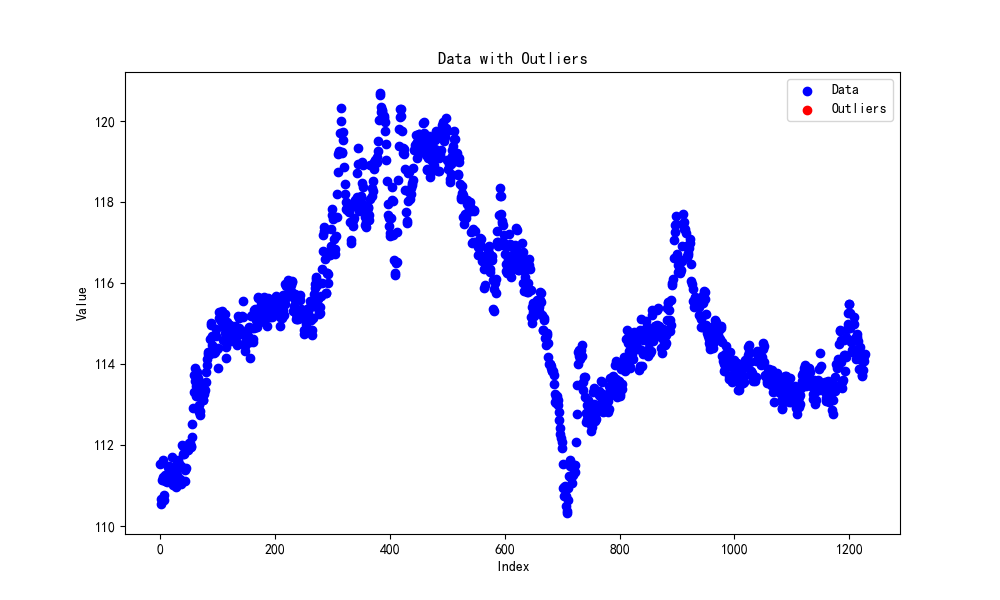 Data with Outliers
Data
Outliers
120
118
116
114
112
110
Value
0 200 400 600 800 1000 1200
Index